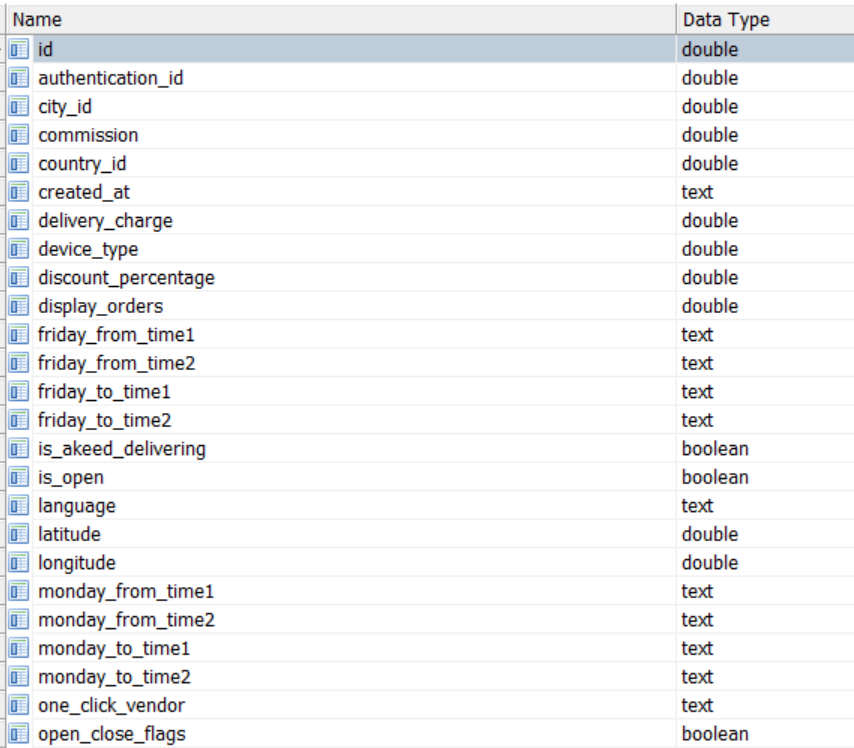 Name Data Type
id double
authentication_id double
city_id double
commission double
country_id double
created_at text
delivery_charge double
device_type double
discount_percentage double
display_orders double
friday_from_time1 text
friday_from_time2 text
friday_to_time1 text
friday_to_time2 text
is_akeed_delivering boolean
is_open boolean
language text
latitude double
longitude double
monday_from_time1 text
monday_from_time2 text
monday_to_time1 text
monday_to_time2 text
one_click_vendor text
open_close_flags boolean